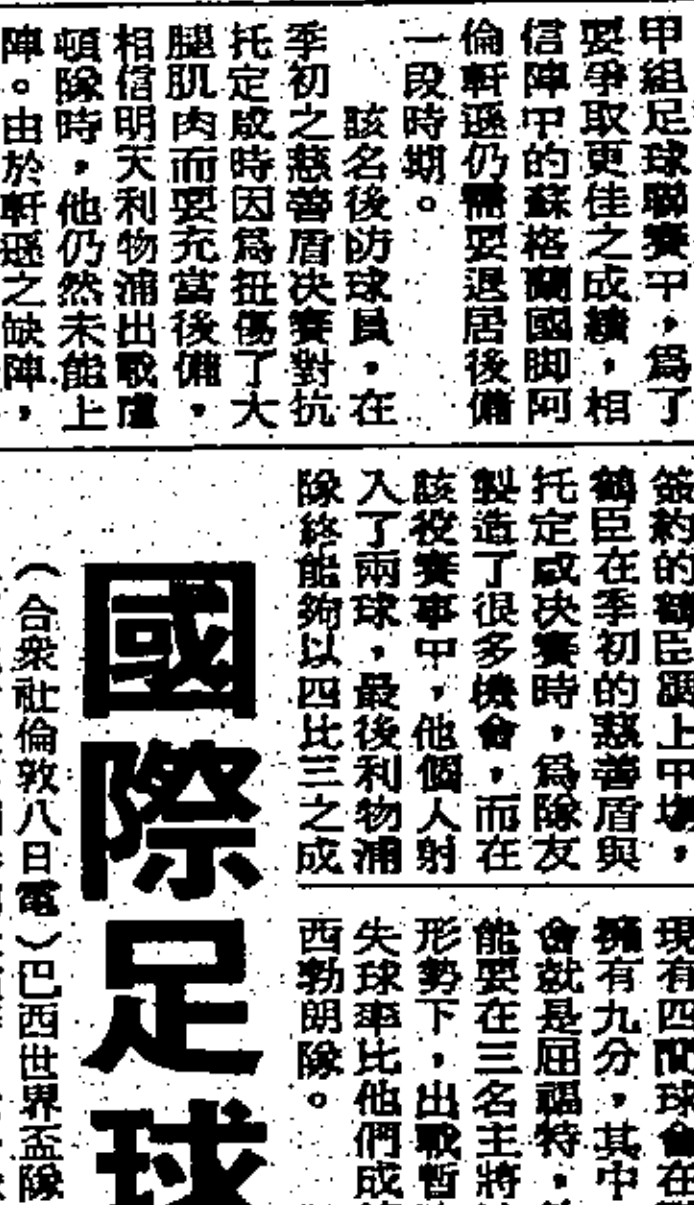 甲組足球聯賽中，爲了
要爭取更佳之成績，相
信陣中的蘇格蘭國脚阿
倫軒遜仍需要退居後備
一段時期。
該名後防球員，在
季初之慈善盾決賽對抗
托定咸時因爲扭傷了大
腿肌肉而要充當後備，
相信明天利物浦出戰盧
頓隊時，他仍然未能上
陣。由於軒遜之缺陣，
簽約的鶴臣調上甲場，
鶴臣在季初的慈善盾與
托定咸決賽時，爲隊友
製造了很多機會，而在
該役賽事中，他個人射
入了兩球，最後利物浦
隊終能夠以四比三之成
現有四間球會在
擁有九分，其中
會就是屈福特，
能要在三名主將
形勢下，出戰暫
失球率比他們成
西勃朗隊。
國際足球
（合衆社倫敦八日電）巴西世界盃隊